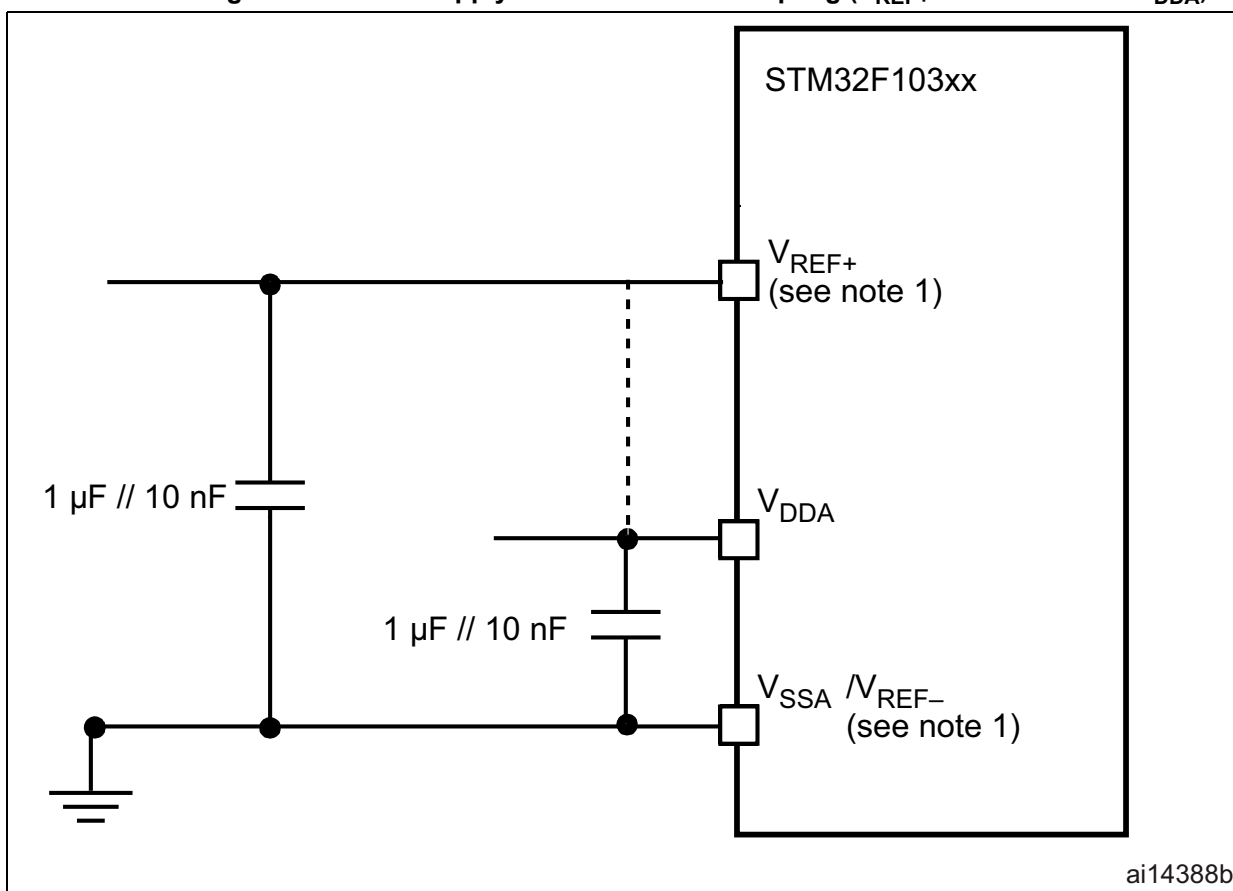 STM32F103xx
VREF+
(see note 1)
1 µF // 10 nF
VDDA
1 µF // 10 nF
VSSA /VREF–
(see note 1)
ai14388b